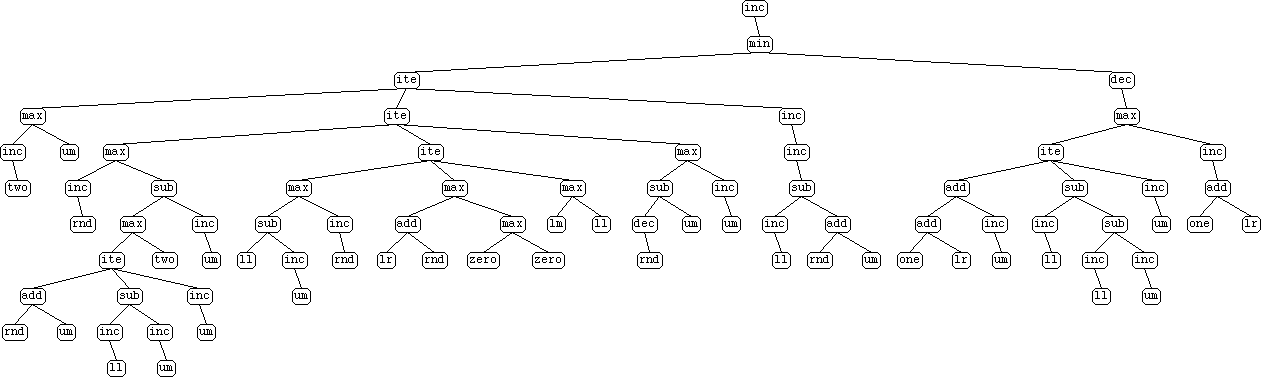 inc
min
ite dec
max ite inc max
inc um max ite max inc ite inc
two inc sub max max max sub inc sub add sub inc add
rnd max inc sub inc add max lm ll dec um um inc add add inc inc sub um one lr
ite two um ll inc rnd lr rnd zero zero rnd ll rnd um one lr um ll inc inc
add sub inc um ll um
rnd um inc inc um
ll um